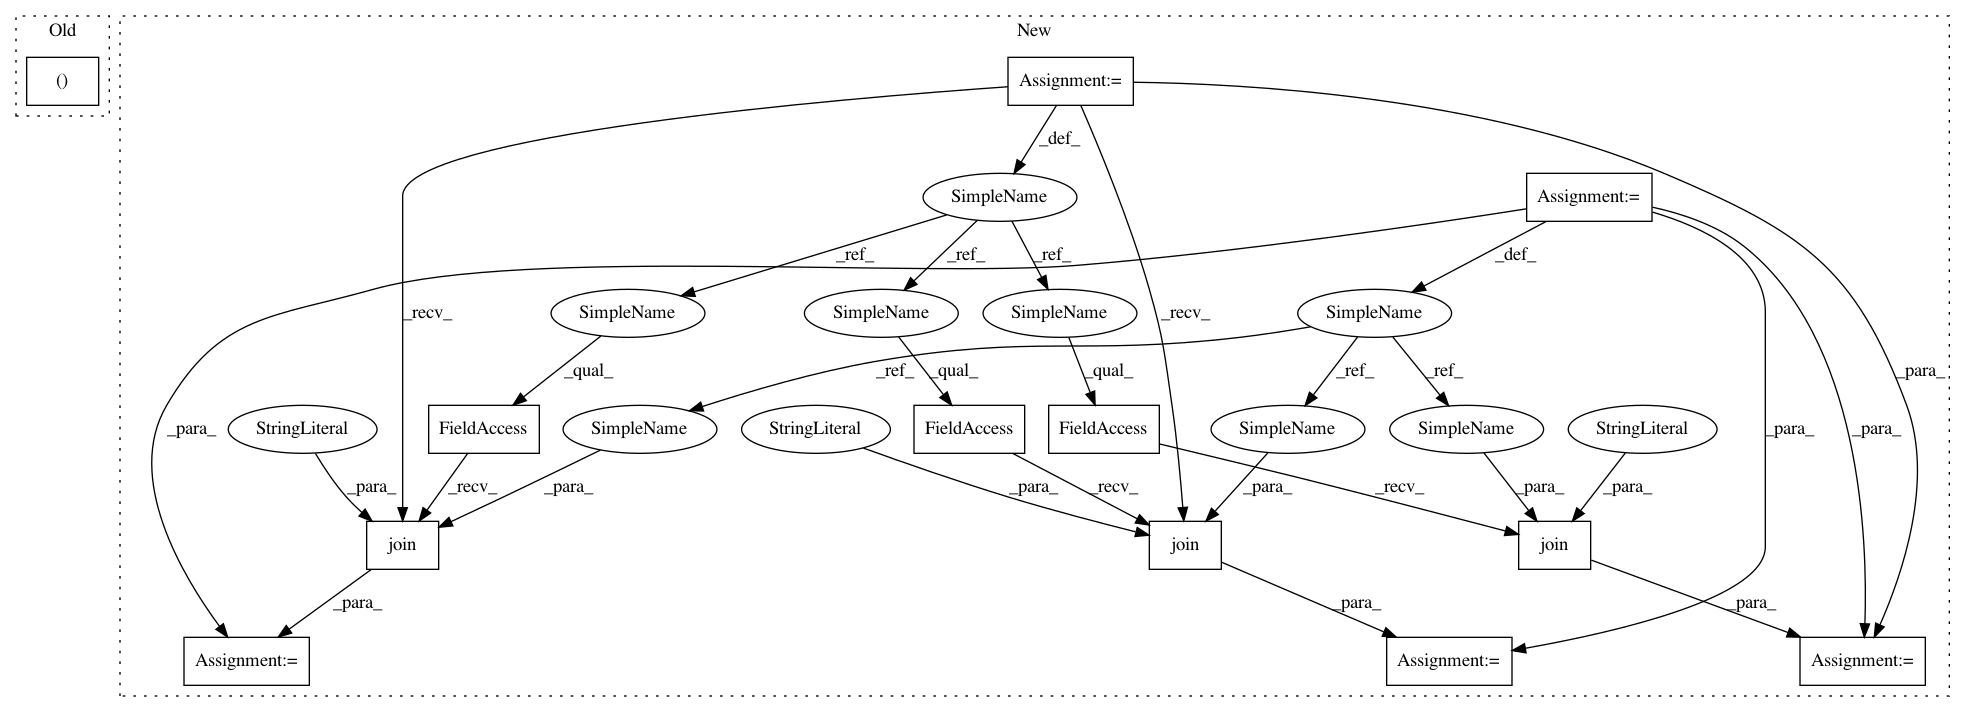 Old
New
()
Assignment:=
_def_
SimpleName
Assignment:=
_ref_
_ref_
_ref_
_def_
_recv_
SimpleName
SimpleName
SimpleName
_recv_
SimpleName
_qual_
_ref_
_qual_
_qual_
_ref_
_ref_
_para_
_para_
StringLiteral
FieldAccess
SimpleName
StringLiteral
FieldAccess
FieldAccess
SimpleName
SimpleName
StringLiteral
_para_
_para_
_para_
_recv_
_para_
_para_
_recv_
_para_
_recv_
_para_
_para_
join
join
join
_para_
_para_
_para_
Assignment:=
Assignment:=
Assignment:=